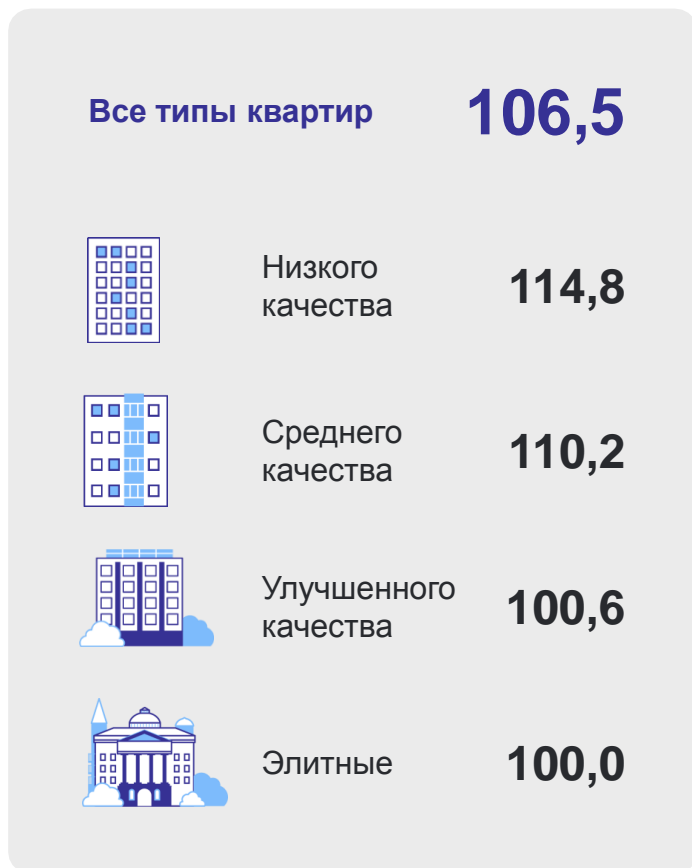 Все типы квартир 106,5
Низкого
качества
114,8
Среднего
качества
110,2
Улучшенного
качества
100,6
Элитные 100,0